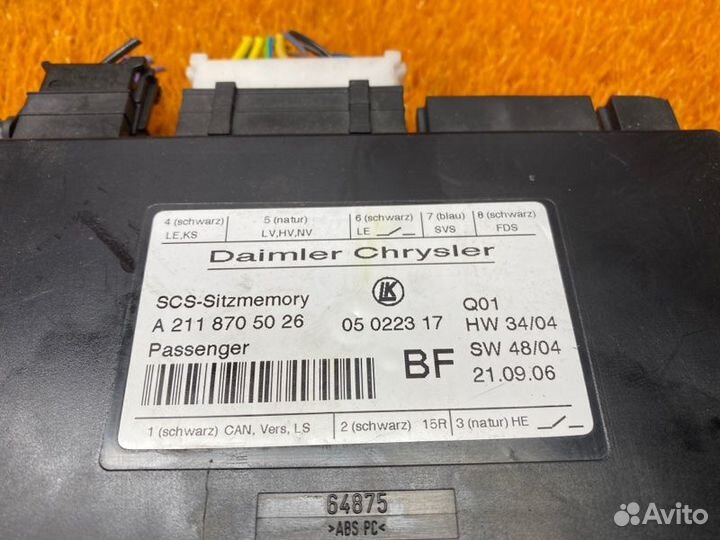 4 (schwarz) 5 (natur) 6 (schwarz) 7 (blau) 8 (schwarz)
LE,KS LV,HV,NV LE SVS FDS
Daimler Chrysler
SCS-Sitzmemory LK Q01
A 211 870 50 26 05 0223 17 HW 34/04
Passenger BF SW 48/04
21.09.06
1 (schwarz) CAN, Vers, LS 2 (schwarz) 15R 3 (natur) HE
64875
>ABS PC<
Avito